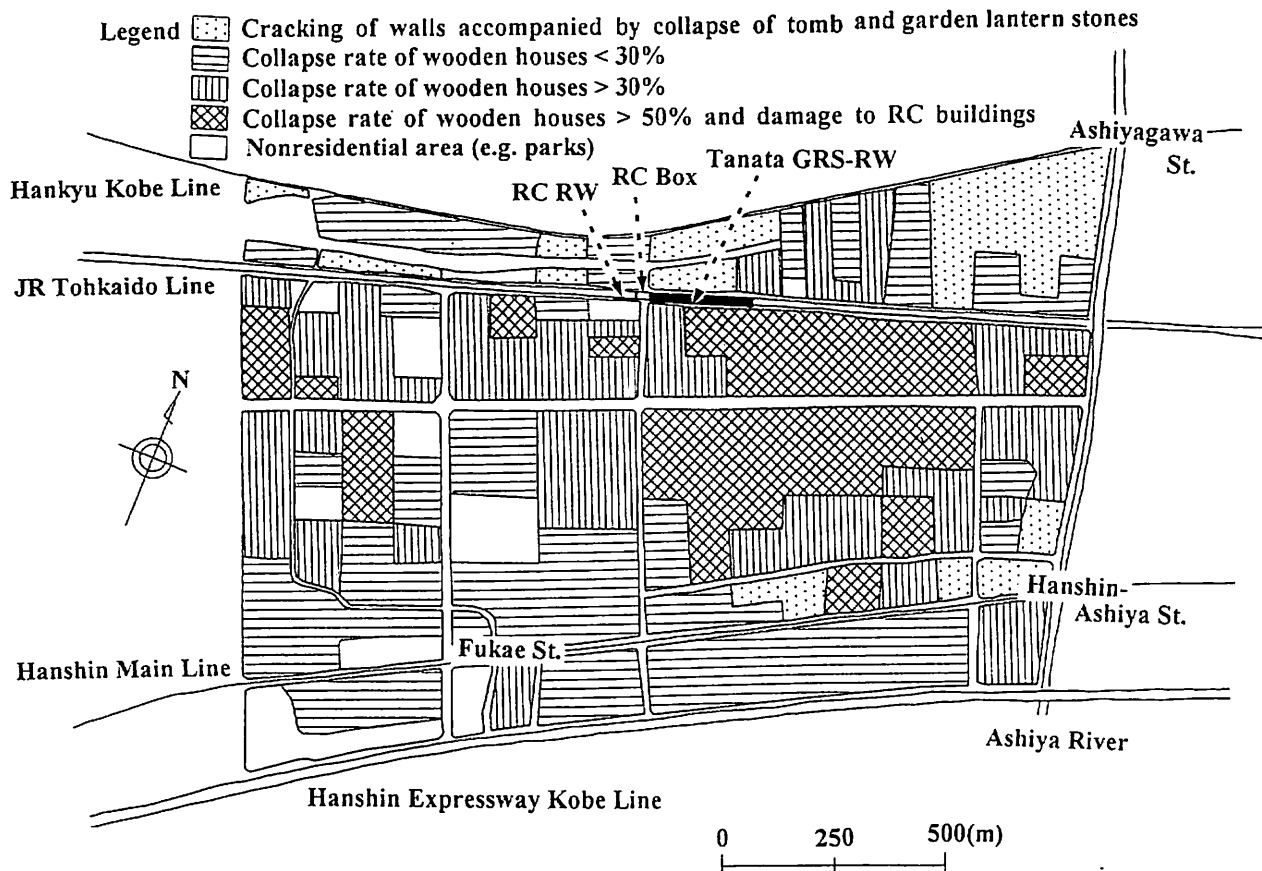 Legend Cracking of walls accompanied by collapse of tomb and garden lantern stones
Collapse rate of wooden houses < 30%
Collapse rate of wooden houses > 30%
Collapse rate of wooden houses > 50% and damage to RC buildings
Nonresidential area (e.g. parks)
Ashiyagawa
St.
Tanata GRS-RW
RC Box
RC RW
Hankyu Kobe Line
JR Tohkaido Line
N
Hanshin-
Ashiya St.
Fukae St.
Hanshin Main Line
Ashiya River
Hanshin Expressway Kobe Line
0 250 500(m)